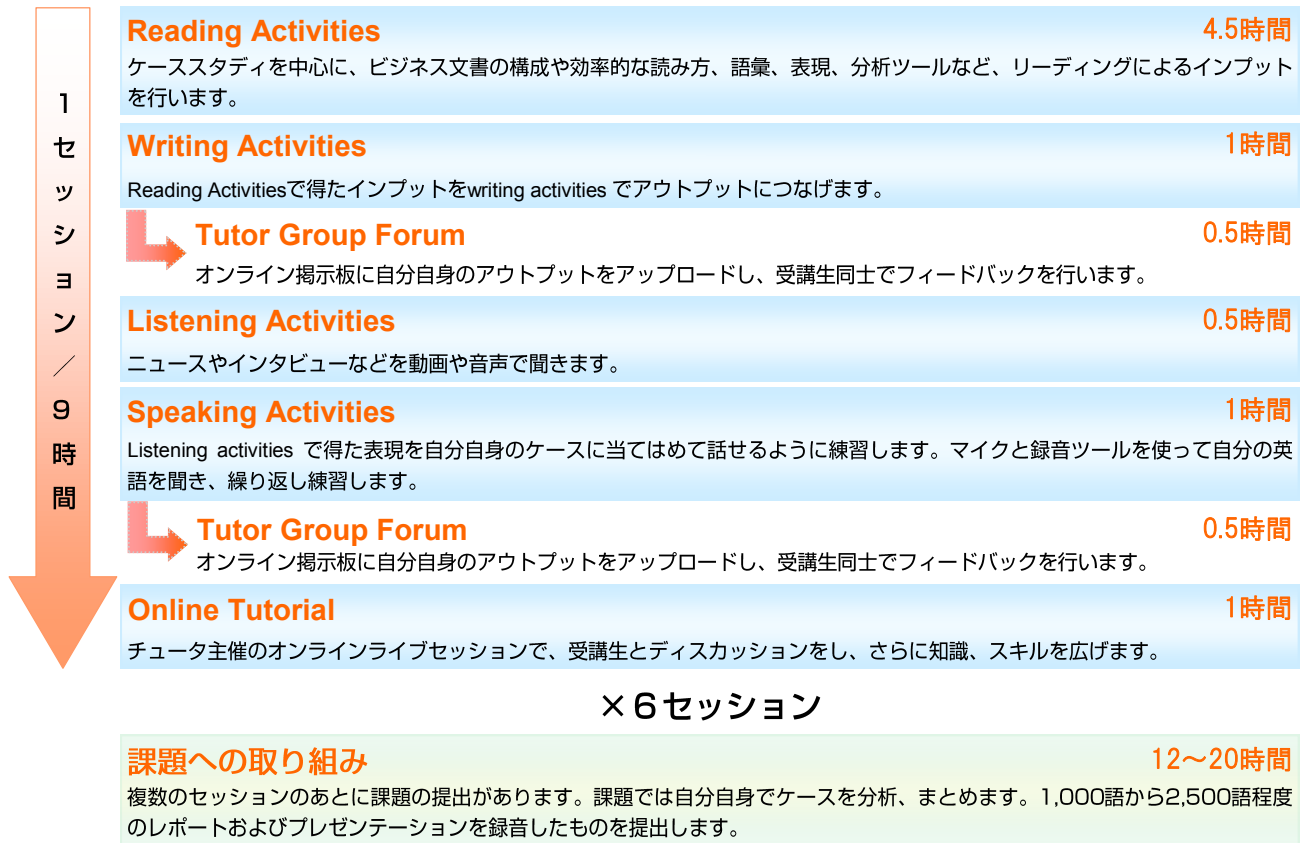 1セッション/9時間
Reading Activities 4.5時間
ケーススタディを中心に、ビジネス文書の構成や効率的な読み方、語彙、表現、分析ツールなど、リーディングによるインプット
を行います。
Writing Activities 1時間
Reading Activitiesで得たインプットをwriting activities でアウトプットにつなげます。
Tutor Group Forum 0.5時間
オンライン掲示板に自分自身のアウトプットをアップロードし、受講生同士でフィードバックを行います。
Listening Activities 0.5時間
ニュースやインタビューなどを動画や音声で聞きます。
Speaking Activities 1時間
Listening activities で得た表現を自分自身のケースに当てはめて話せるように練習します。マイクと録音ツールを使って自分の英
語を聞き、繰り返し練習します。
Tutor Group Forum 0.5時間
オンライン掲示板に自分自身のアウトプットをアップロードし、受講生同士でフィードバックを行います。
Online Tutorial 1時間
チュータ主催のオンラインライブセッションで、受講生とディスカッションをし、さらに知識、スキルを広げます。
×6セッション
課題への取り組み 12~20時間
複数のセッションのあとに課題の提出があります。課題では自分自身でケースを分析、まとめます。1,000語から2,500語程度
のレポートおよびプレゼンテーションを録音したものを提出します。